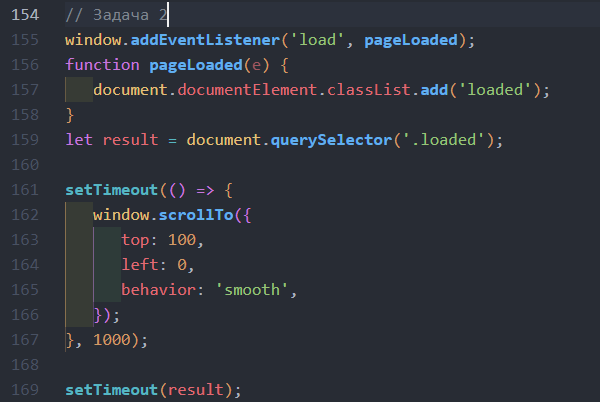 154 // Задача 2
155 window.addEventListener('load', pageLoaded);
156 function pageLoaded(e) {
157 document.documentElement.classList.add('loaded');
158 }
159 let result = document.querySelector('.loaded');
160
161 setTimeout(() => {
162 window.scrollTo({
163 top: 100,
164 left: 0,
165 behavior: 'smooth',
166 });
167 }, 1000);
168
169 setTimeout(result);